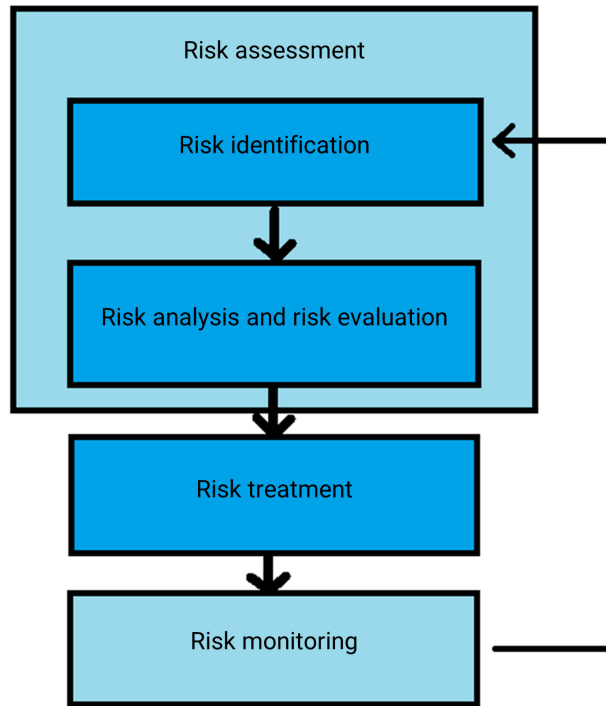 Risk assessment
Risk identification
Risk analysis and risk evaluation
Risk treatment
Risk monitoring